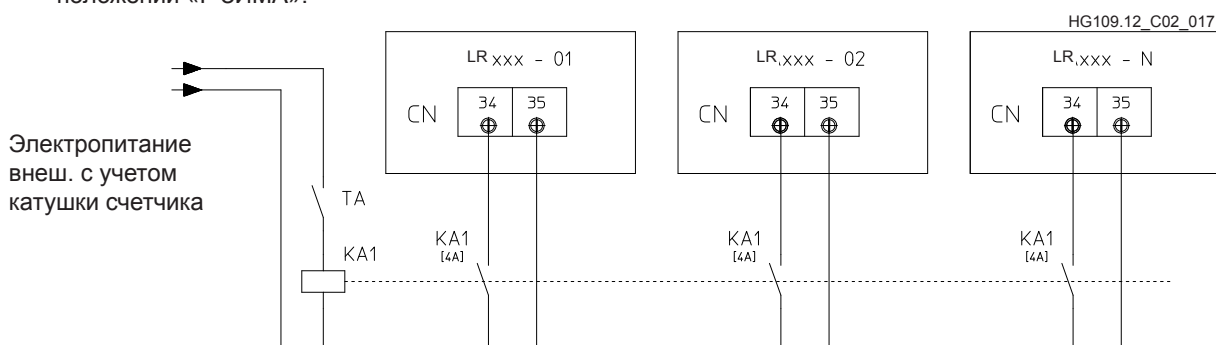 HG109.12_C02_017
LR xxx - 01
LR.xxx - 02
LR.xxx - N
CN 34 35
CN 34 35
CN 34 35
Электропитание
внеш. с учетом
катушки счетчика
TA
KA1
KA1
[4A]
KA1
[4A]
KA1
[4A]